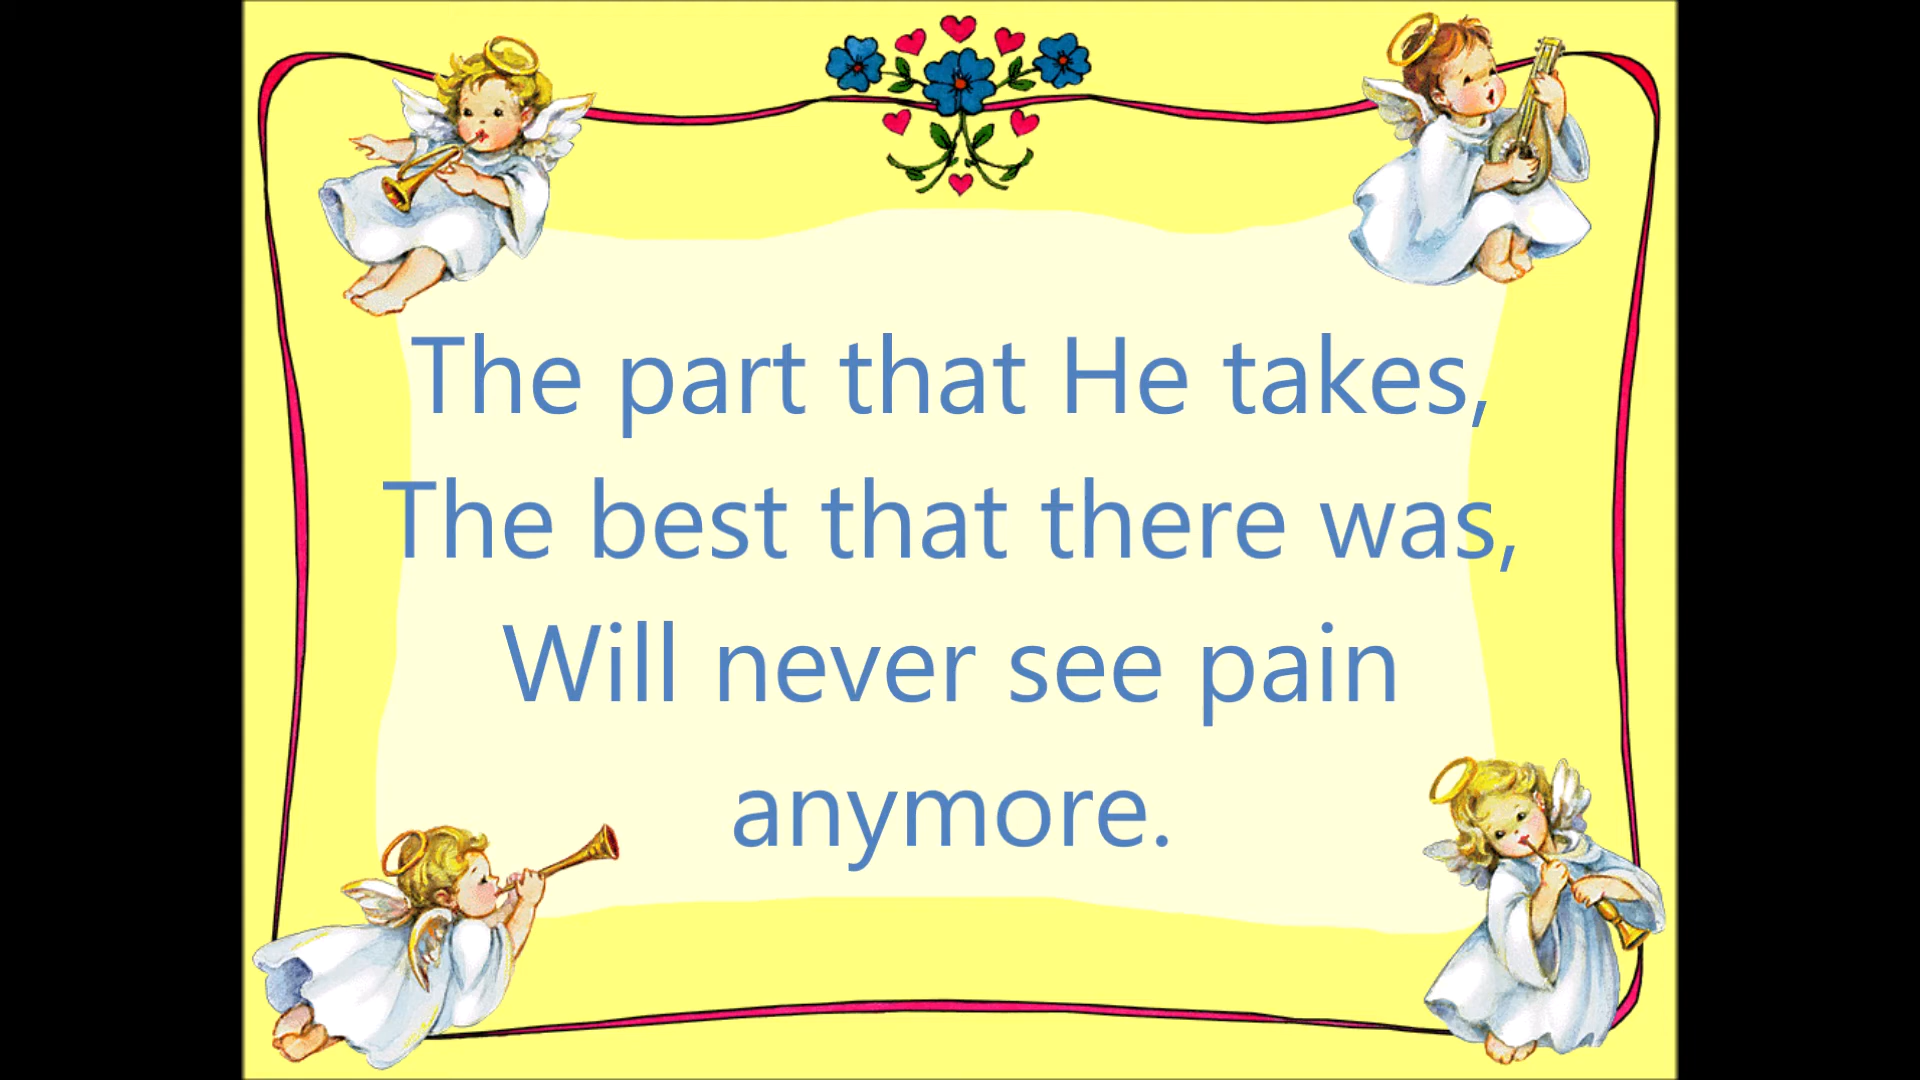 The part that He takes,
The best that there was,
Will never see pain
anymore.